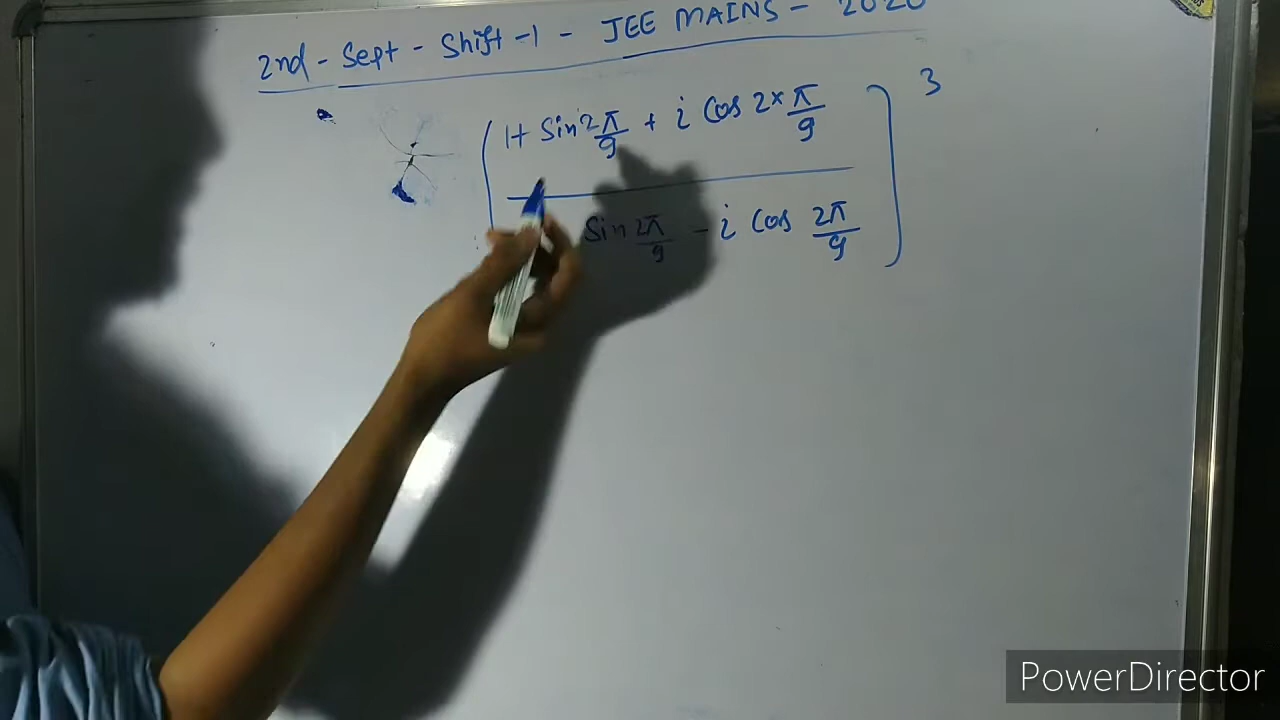 2nd - Sept - Shift -1 - JEE MAINS - 2020
1+ Sin 2π/9 + i Cos 2× π/9 ] 3
Sin 2π/9 - i Cos 2π/9
PowerDirector